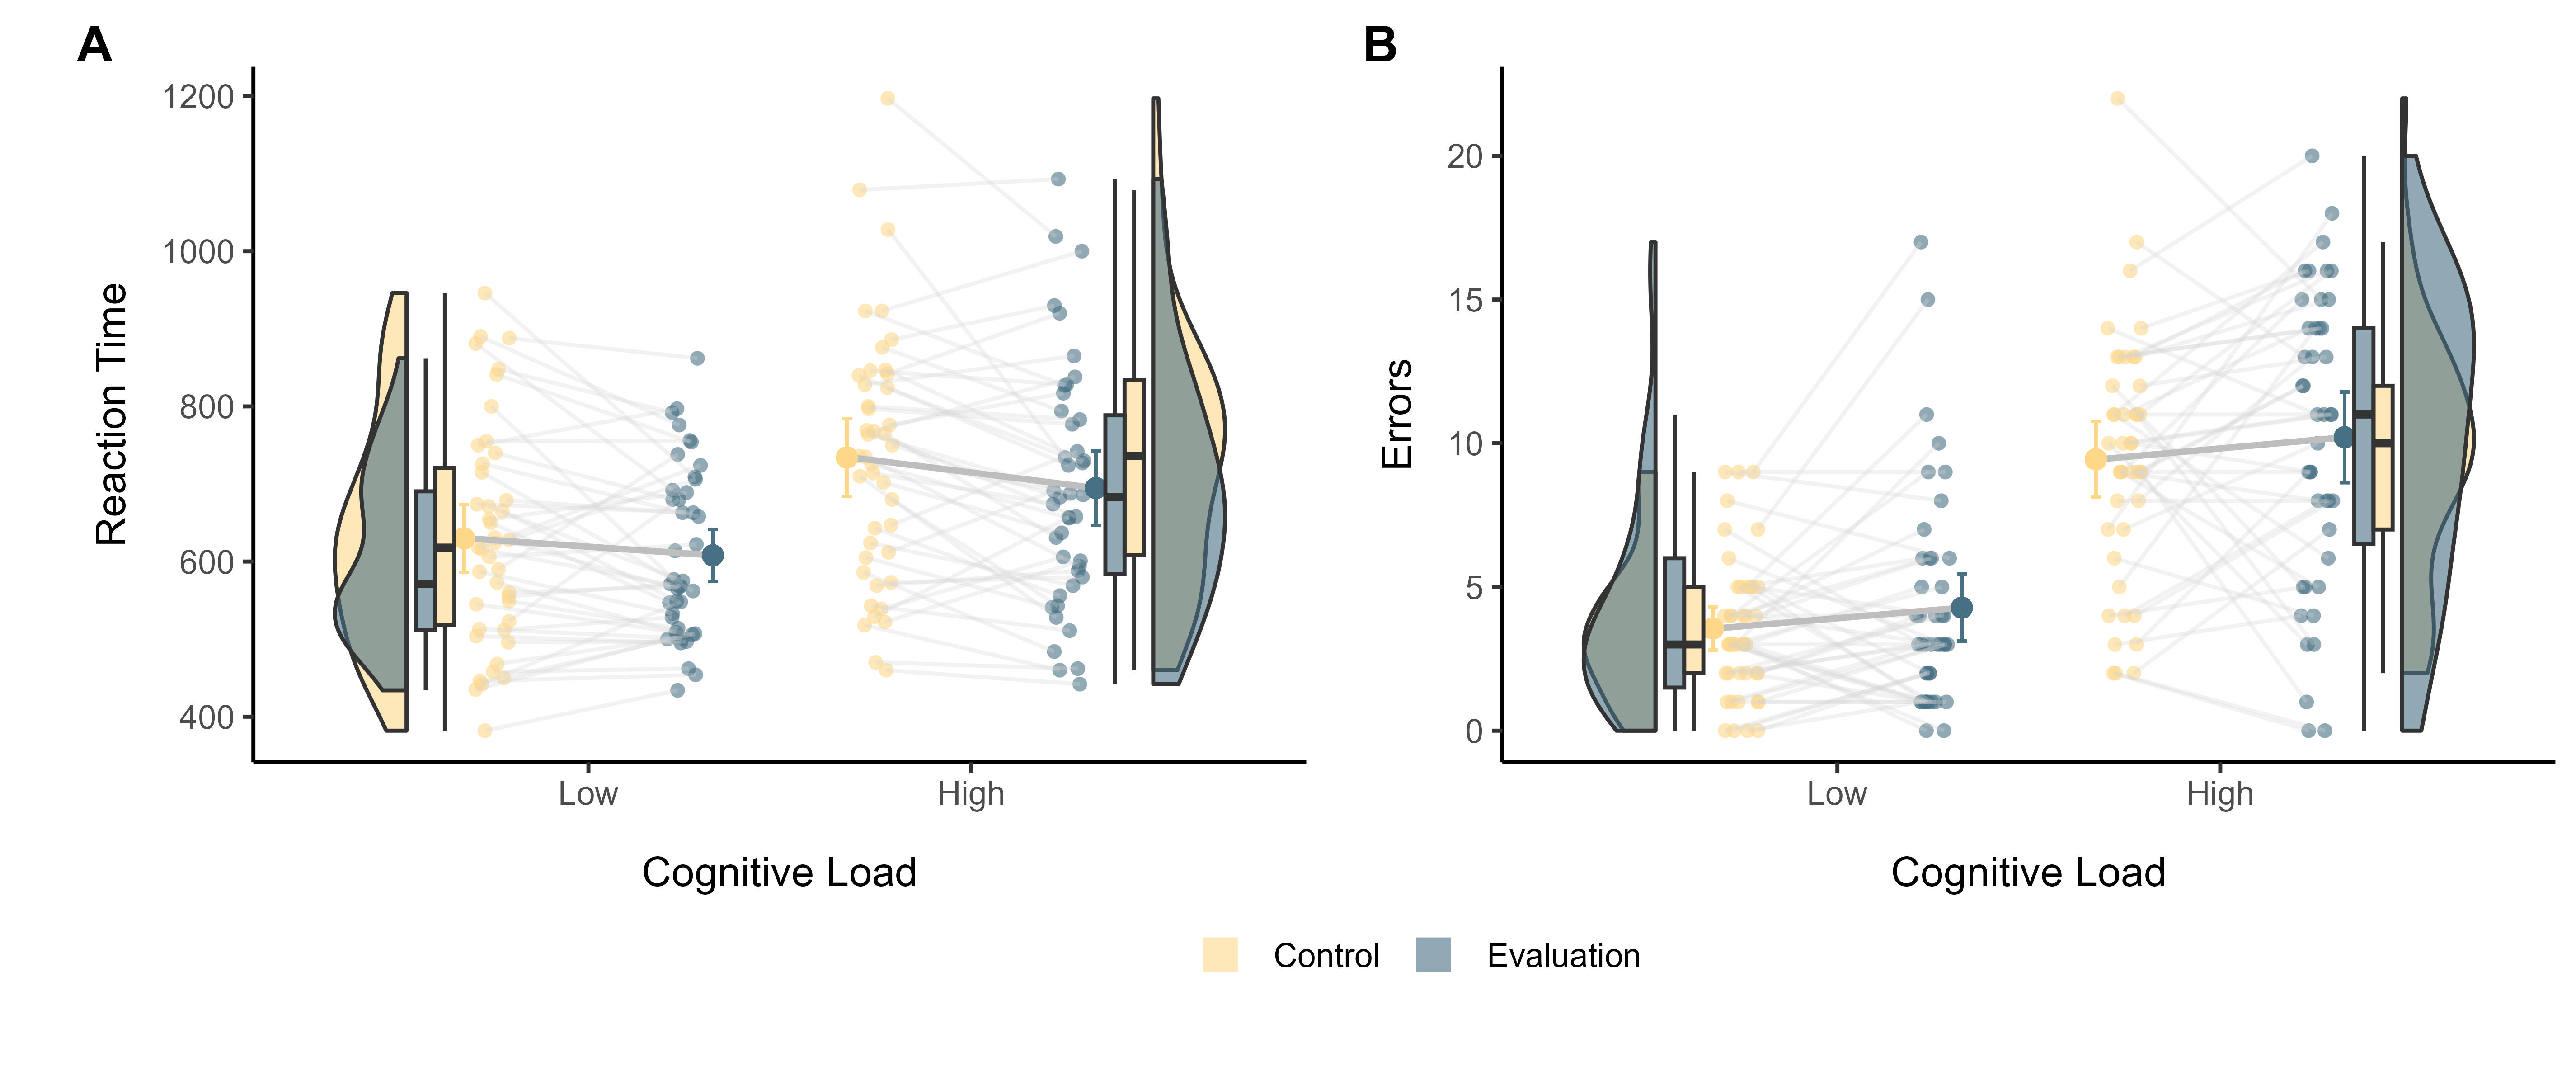 A
Reaction Time
1200
1000
800
600
400
Low High
Cognitive Load
B
Errors
20
15
10
5
0
Low High
Cognitive Load
Control Evaluation